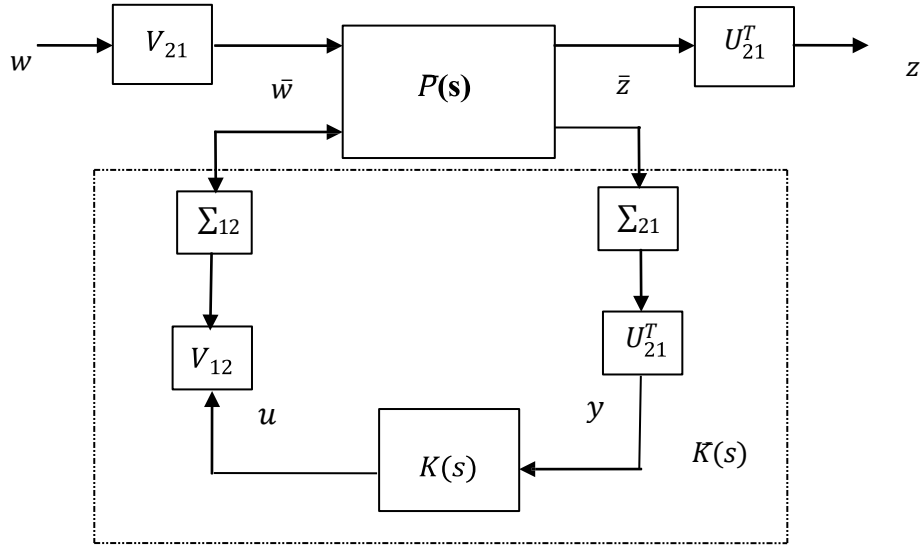 w
V₂₁
w̄
P̄(s)
z̄
U₂₁ᵀ
z
Σ₁₂
Σ₂₁
V₁₂
U₂₁ᵀ
u
y
K(s)
K̄(s)